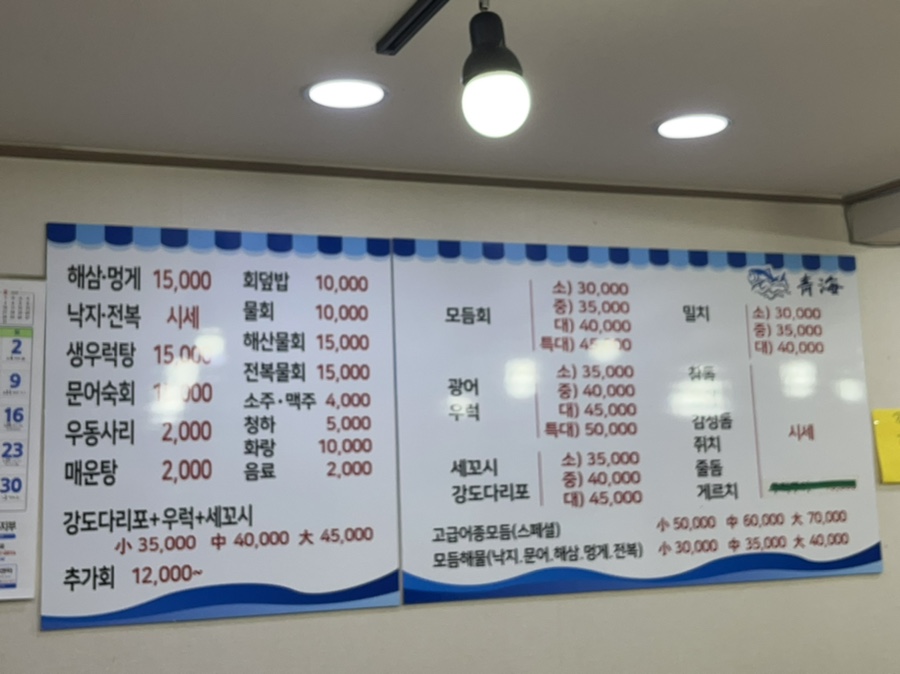 해삼·멍게 15,000
낙지·전복 시세
생우럭탕 15,000
문어숙회
우동사리 2,000
매운탕 2,000
회덮밥 10,000
물회 10,000
해산물회 15,000
전복물회 15,000
소주·맥주 4,000
청하 5,000
화랑 10,000
음료 2,000
강도다리포+우럭+세꼬시
小 35,000 中 40,000 大 45,000
추가회 12,000~
青海
모듬회
소) 30,000
중) 35,000
대) 40,000
특대)
광어
우럭
소) 35,000
중) 40,000
대) 45,000
특대) 50,000
세꼬시
강도다리포
소) 35,000
중) 40,000
대) 45,000
밀치
소) 30,000
중) 35,000
대) 40,000
감성돔
쥐치
줄돔
게르치
시세
고급어종모듬(스페셜) 小 50,000 中 60,000 大 70,000
모듬해물(낙지.문어.해삼.멍게.전복) 小 30,000 中 35,000 大 40,000
2
9
16
23
30